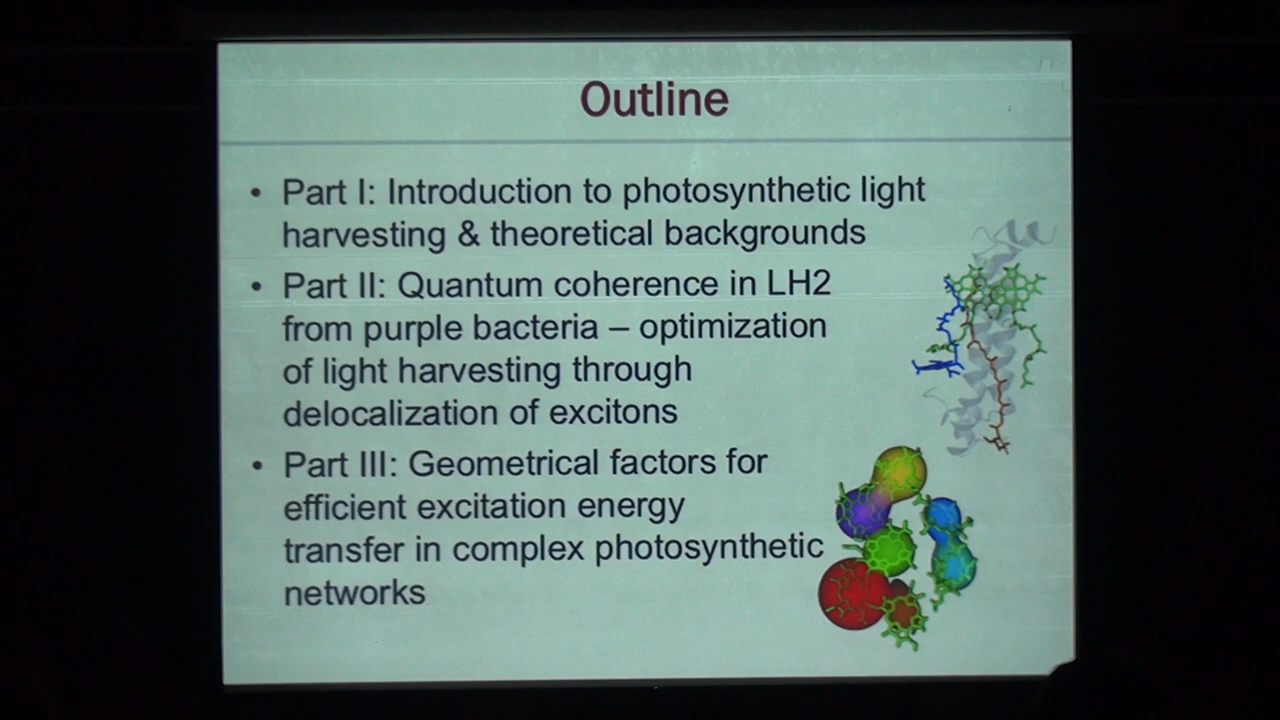 Outline
• Part I: Introduction to photosynthetic light
harvesting & theoretical backgrounds
• Part II: Quantum coherence in LH2
from purple bacteria – optimization
of light harvesting through
delocalization of excitons
• Part III: Geometrical factors for
efficient excitation energy
transfer in complex photosynthetic
networks